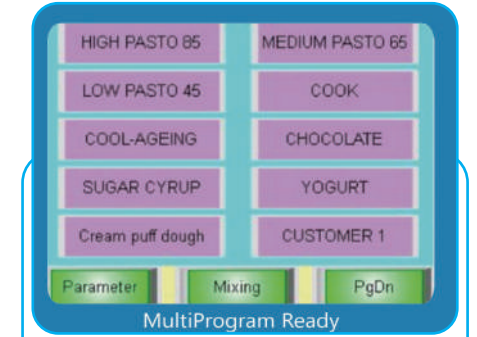 HIGH PASTO 85 MEDIUM PASTO 65
LOW PASTO 45 COOK
COOL-AGEING CHOCOLATE
SUGAR CYRUP YOGURT
Cream puff dough CUSTOMER 1
Parameter Mixing PgDn
MultiProgram Ready